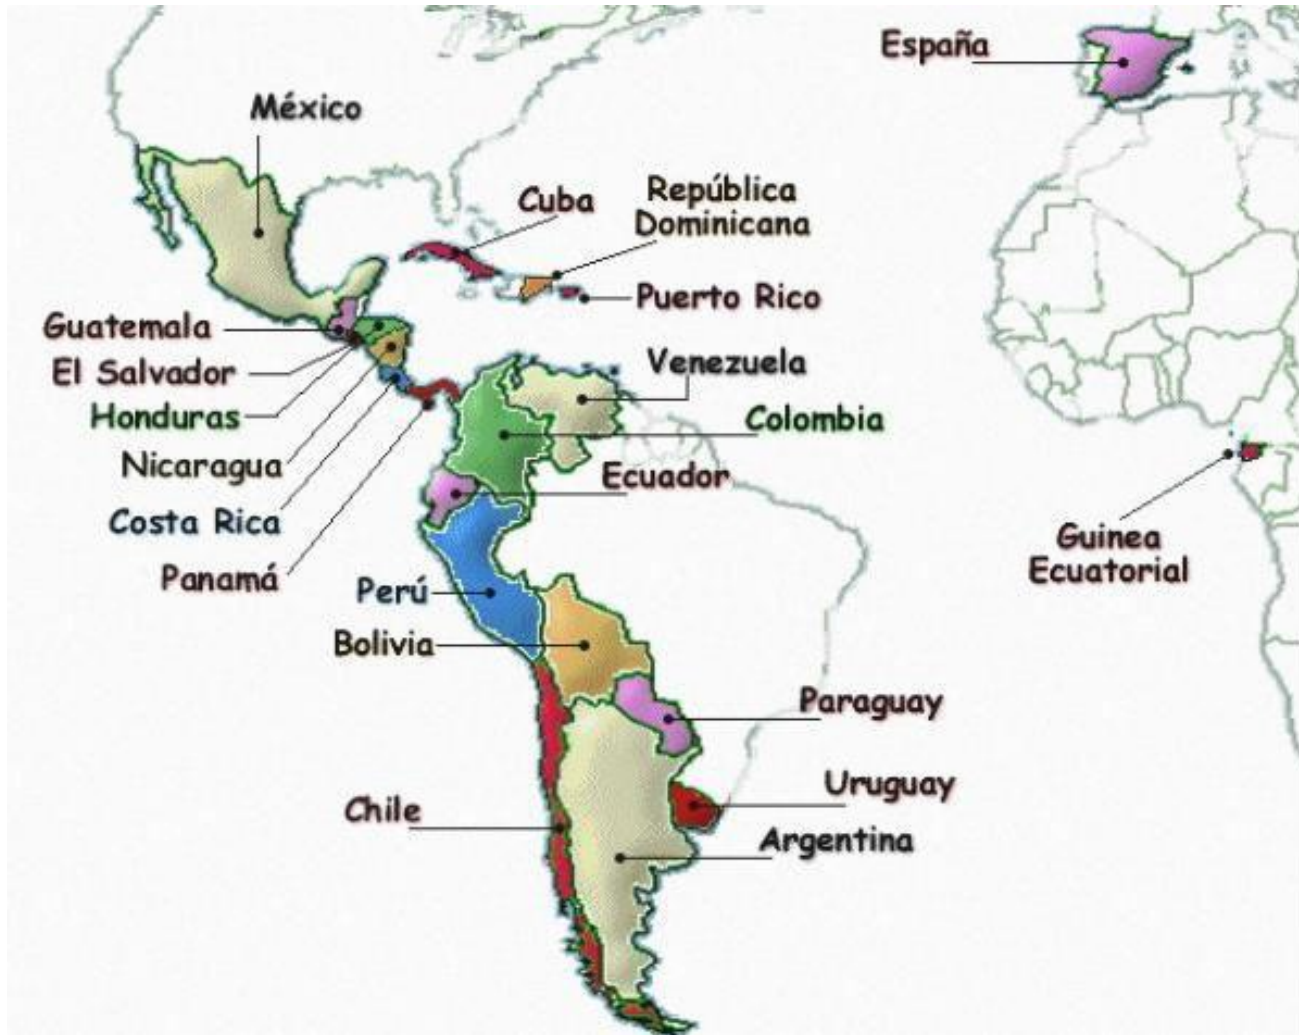 España
México
Cuba
República
Dominicana
Puerto Rico
Guatemala
El Salvador
Honduras
Nicaragua
Costa Rica
Panamá
Venezuela
Colombia
Ecuador
Guinea
Ecuatorial
Perú
Bolivia
Paraguay
Uruguay
Chile
Argentina